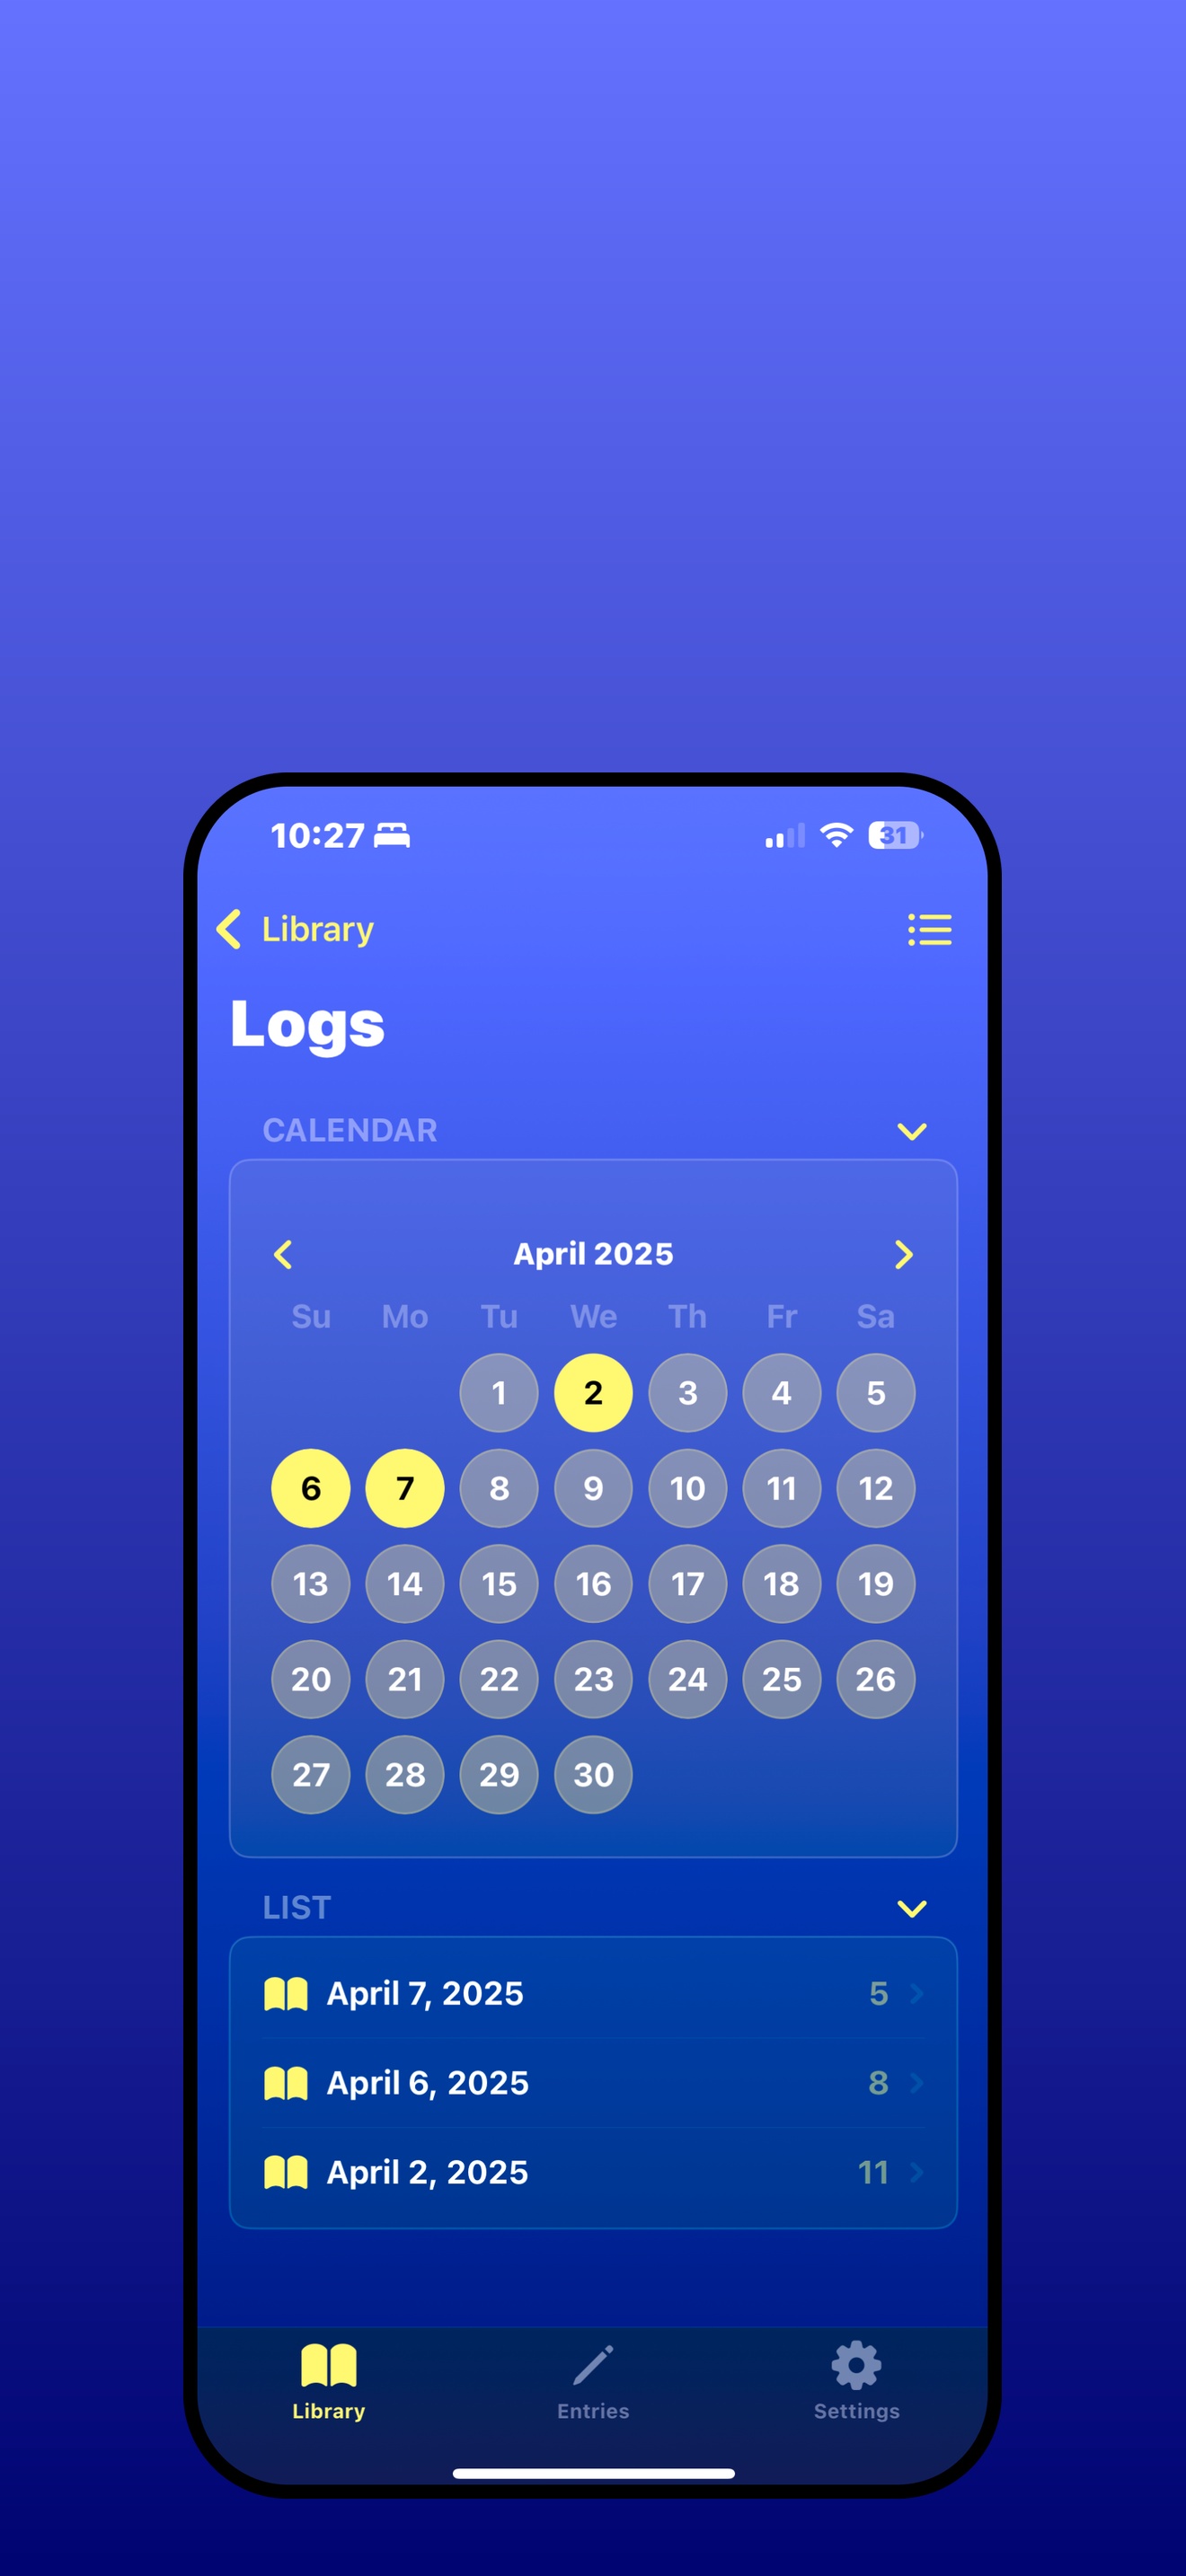 10:27 31
Library
Logs
CALENDAR
April 2025
Su Mo Tu We Th Fr Sa
1 2 3 4 5
6 7 8 9 10 11 12
13 14 15 16 17 18 19
20 21 22 23 24 25 26
27 28 29 30
LIST
April 7, 2025 5
April 6, 2025 8
April 2, 2025 11
Library Entries Settings